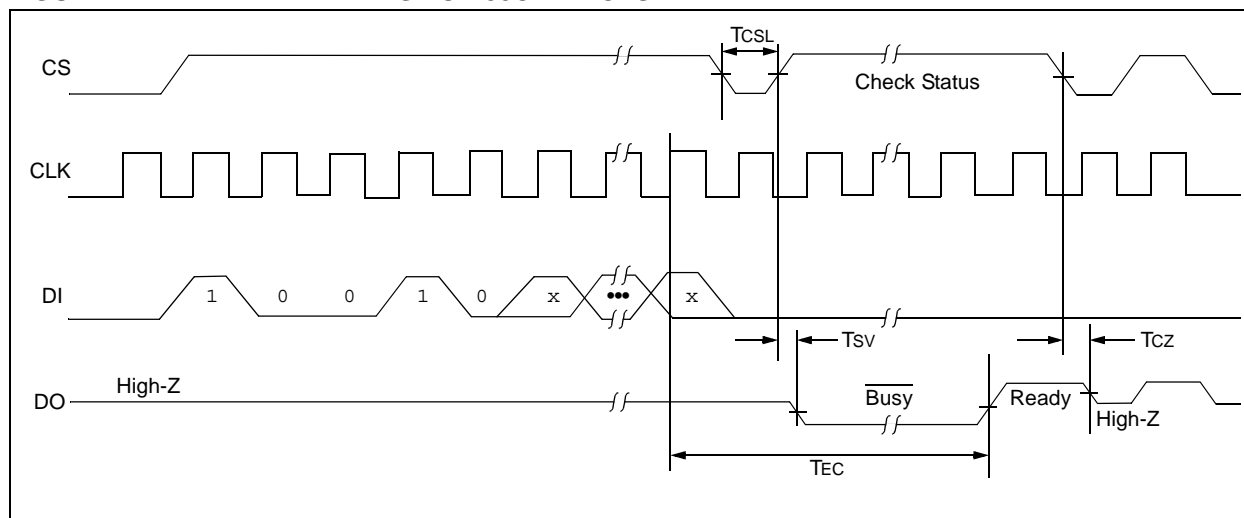 TCSL
CS
Check Status
CLK
DI
1 0 0 1 0 x ••• x
TSV
TCZ
High-Z
DO
Busy
Ready
High-Z
TEC